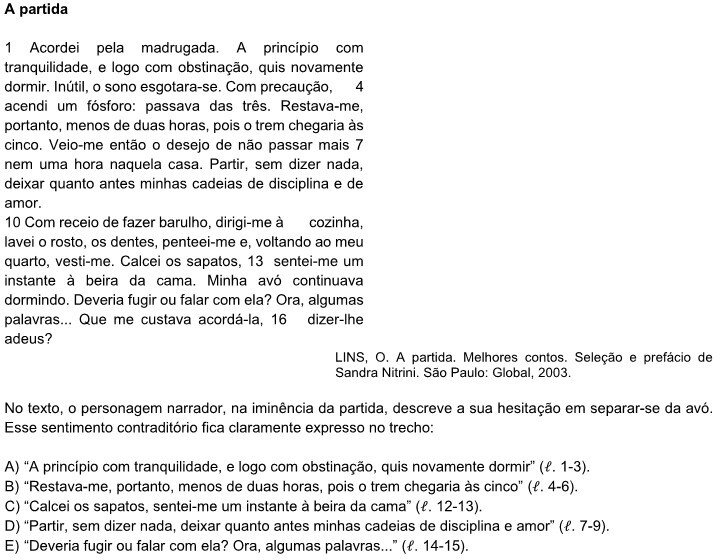 A partida
1 Acordei pela madrugada. A princípio com
tranquilidade, e logo com obstinação, quis novamente
dormir. Inútil, o sono esgotara-se. Com precaução, 4
acendi um fósforo: passava das três. Restava-me,
portanto, menos de duas horas, pois o trem chegaria às
cinco. Veio-me então o desejo de não passar mais 7
nem uma hora naquela casa. Partir, sem dizer nada,
deixar quanto antes minhas cadeias de disciplina e de
amor.
10 Com receio de fazer barulho, dirigi-me à cozinha,
lavei o rosto, os dentes, penteei-me e, voltando ao meu
quarto, vesti-me. Calcei os sapatos, 13 sentei-me um
instante à beira da cama. Minha avó continuava
dormindo. Deveria fugir ou falar com ela? Ora, algumas
palavras... Que me custava acordá-la, 16 dizer-lhe
adeus?
LINS, O. A partida. Melhores contos. Seleção e prefácio de
Sandra Nitrini. São Paulo: Global, 2003.
No texto, o personagem narrador, na iminência da partida, descreve a sua hesitação em separar-se da avó.
Esse sentimento contraditório fica claramente expresso no trecho:
A) “A princípio com tranquilidade, e logo com obstinação, quis novamente dormir” (ℓ. 1-3).
B) “Restava-me, portanto, menos de duas horas, pois o trem chegaria às cinco” (ℓ. 4-6).
C) “Calcei os sapatos, sentei-me um instante à beira da cama” (ℓ. 12-13).
D) “Partir, sem dizer nada, deixar quanto antes minhas cadeias de disciplina e amor” (ℓ. 7-9).
E) “Deveria fugir ou falar com ela? Ora, algumas palavras...” (ℓ. 14-15).